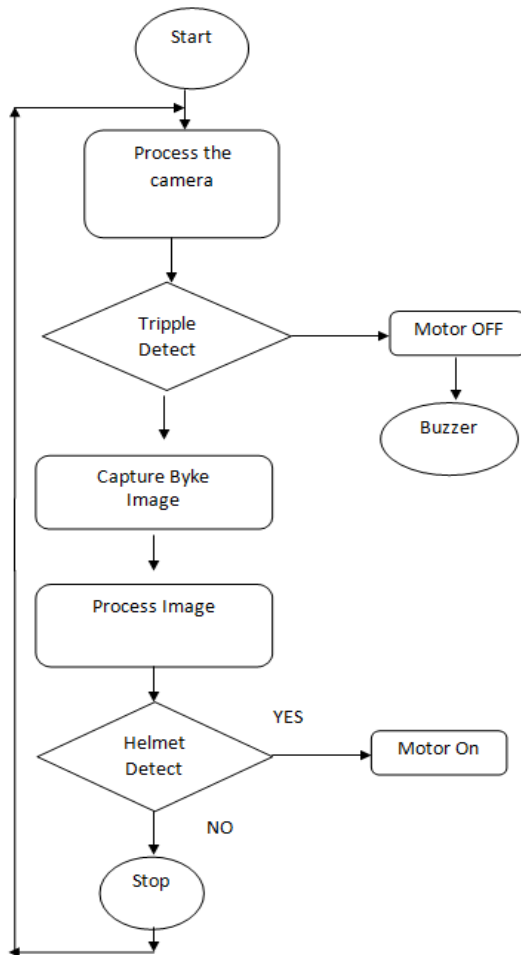 Start
Process the
camera
Tripple
Detect
Motor OFF
Buzzer
Capture Byke
Image
Process Image
Helmet
Detect
YES
Motor On
NO
Stop